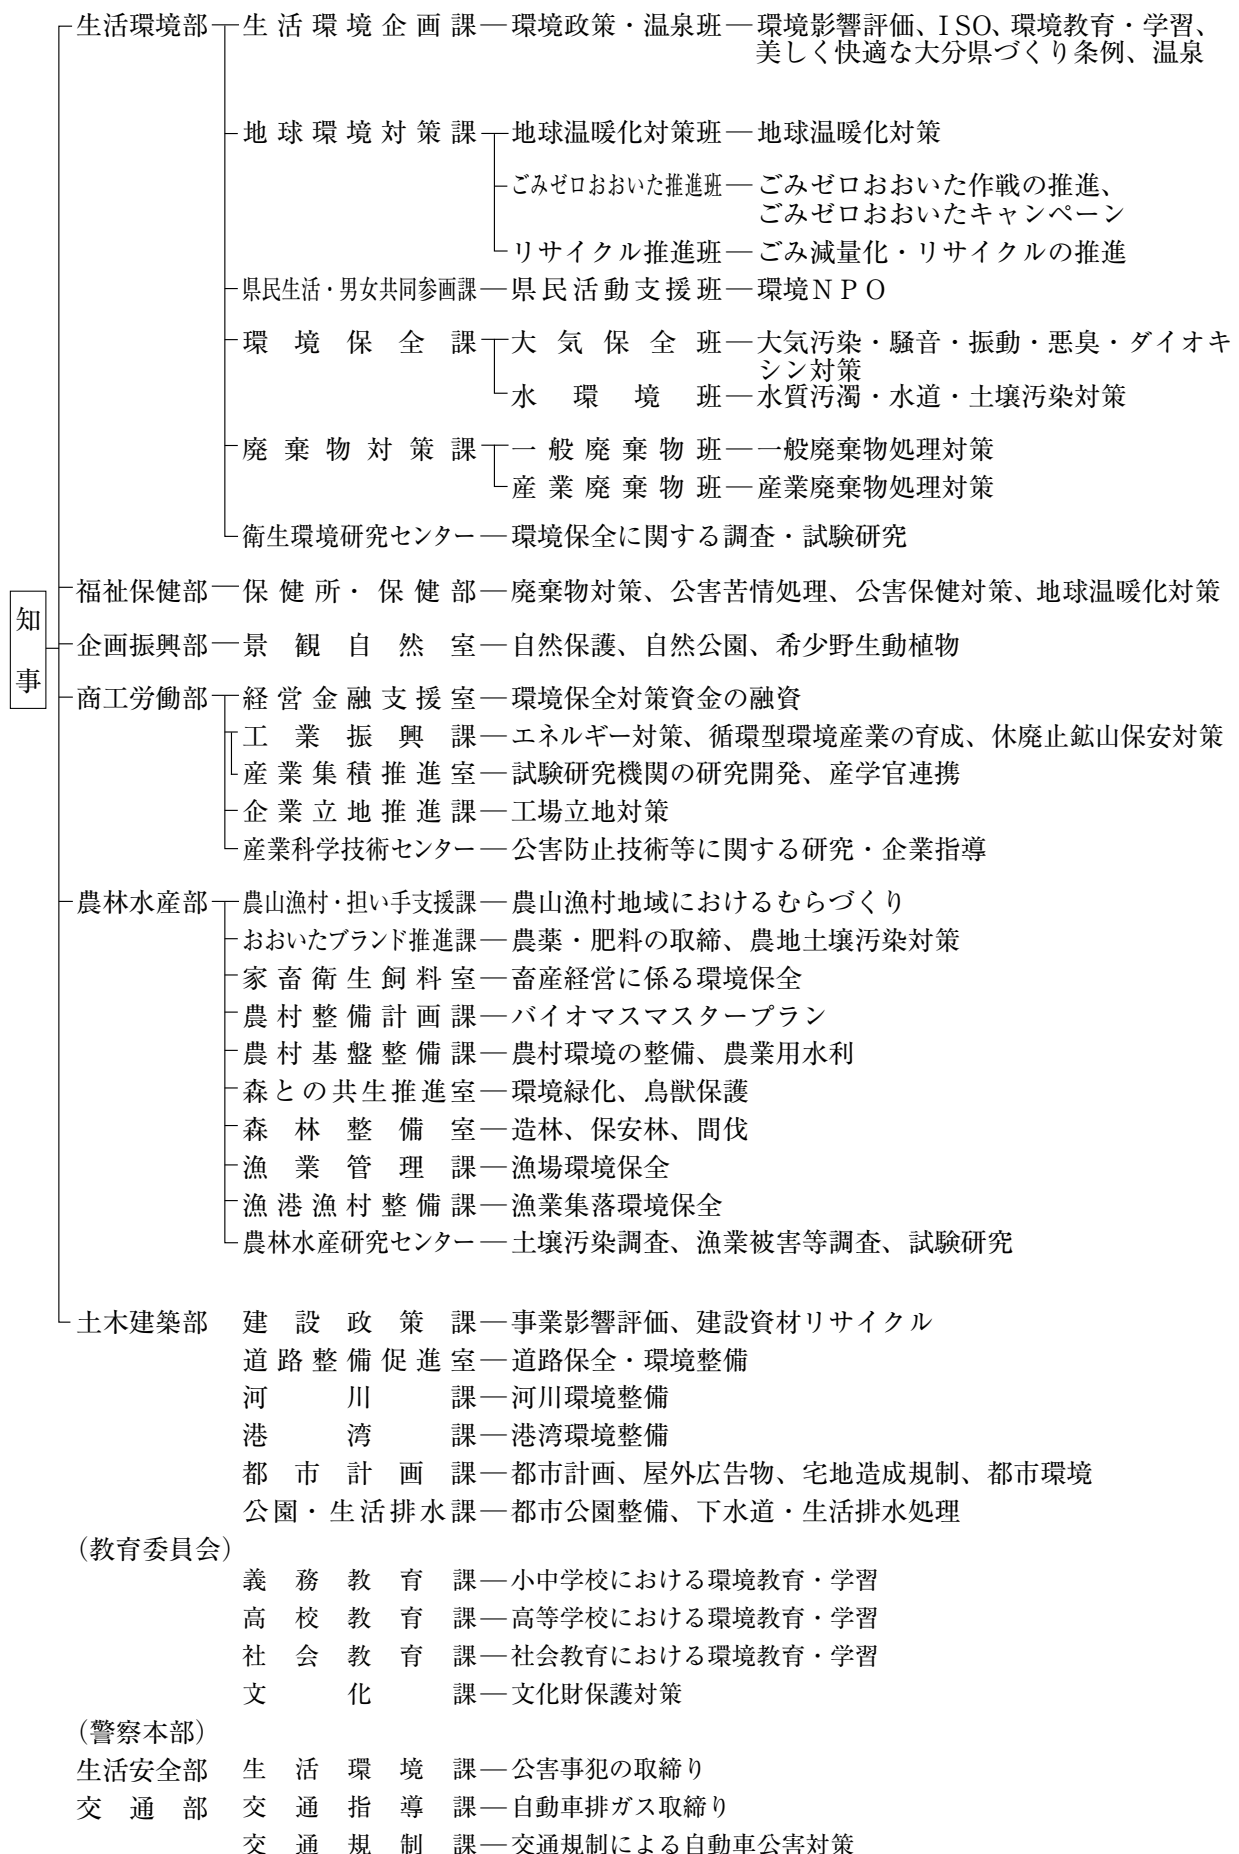 生活環境部 生活環境企画課 環境政策・温泉班 環境影響評価、ISO、環境教育・学習、
美しく快適な大分県づくり条例、温泉
地球環境対策課 地球温暖化対策班 地球温暖化対策
ごみゼロおおいた推進班 ごみゼロおおいた作戦の推進、
ごみゼロおおいたキャンペーン
リサイクル推進班 ごみ減量化・リサイクルの推進
県民生活・男女共同参画課 県民活動支援班 環境NPO
環境保全課 大気保全班 大気汚染・騒音・振動・悪臭・ダイオキ
シン対策
水環境班 水質汚濁・水道・土壌汚染対策
廃棄物対策課 一般廃棄物班 一般廃棄物処理対策
産業廃棄物班 産業廃棄物処理対策
衛生環境研究センター 環境保全に関する調査・試験研究
知事
福祉保健部 保健所・保健部 廃棄物対策、公害苦情処理、公害保健対策、地球温暖化対策
企画振興部 景観自然室 自然保護、自然公園、希少野生動植物
商工労働部 経営金融支援室 環境保全対策資金の融資
工業振興課 エネルギー対策、循環型環境産業の育成、休廃止鉱山保安対策
産業集積推進室 試験研究機関の研究開発、産学官連携
企業立地推進課 工場立地対策
産業科学技術センター 公害防止技術等に関する研究・企業指導
農林水産部 農山漁村・担い手支援課 農山漁村地域におけるむらづくり
おおいたブランド推進課 農薬・肥料の取締、農地土壌汚染対策
家畜衛生飼料室 畜産経営に係る環境保全
農村整備計画課 バイオマスマスタープラン
農村基盤整備課 農村環境の整備、農業用水利
森との共生推進室 環境緑化、鳥獣保護
森林整備室 造林、保安林、間伐
漁業管理課 漁場環境保全
漁港漁村整備課 漁業集落環境保全
農林水産研究センター 土壌汚染調査、漁業被害等調査、試験研究
土木建築部 建設政策課 事業影響評価、建設資材リサイクル
道路整備促進室 道路保全・環境整備
河川課 河川環境整備
港湾課 港湾環境整備
都市計画課 都市計画、屋外広告物、宅地造成規制、都市環境
公園・生活排水課 都市公園整備、下水道・生活排水処理
(教育委員会)
義務教育課 小中学校における環境教育・学習
高校教育課 高等学校における環境教育・学習
社会教育課 社会教育における環境教育・学習
文化課 文化財保護対策
(警察本部)
生活安全部 生活環境課 公害事犯の取締り
交通部 交通指導課 自動車排ガス取締り
交通規制課 交通規制による自動車公害対策